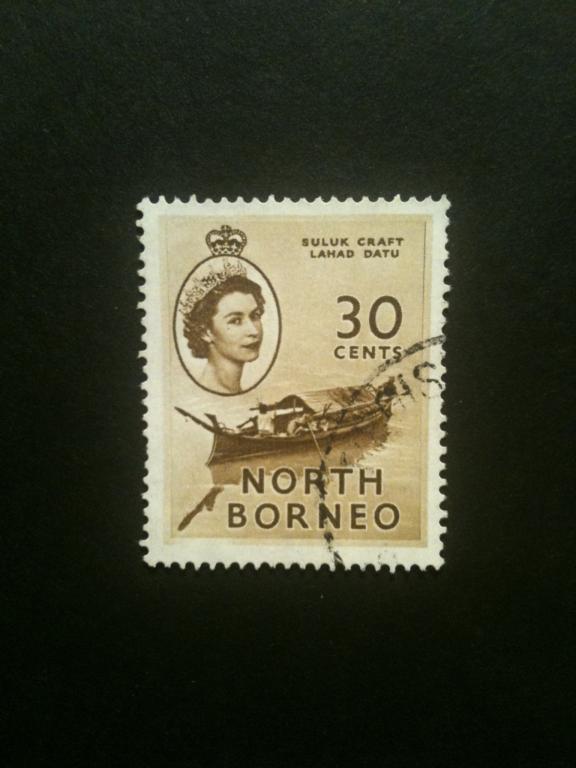 SULUK CRAFT
LAHAD DATU
30
CENTS
NORTH
BORNEO